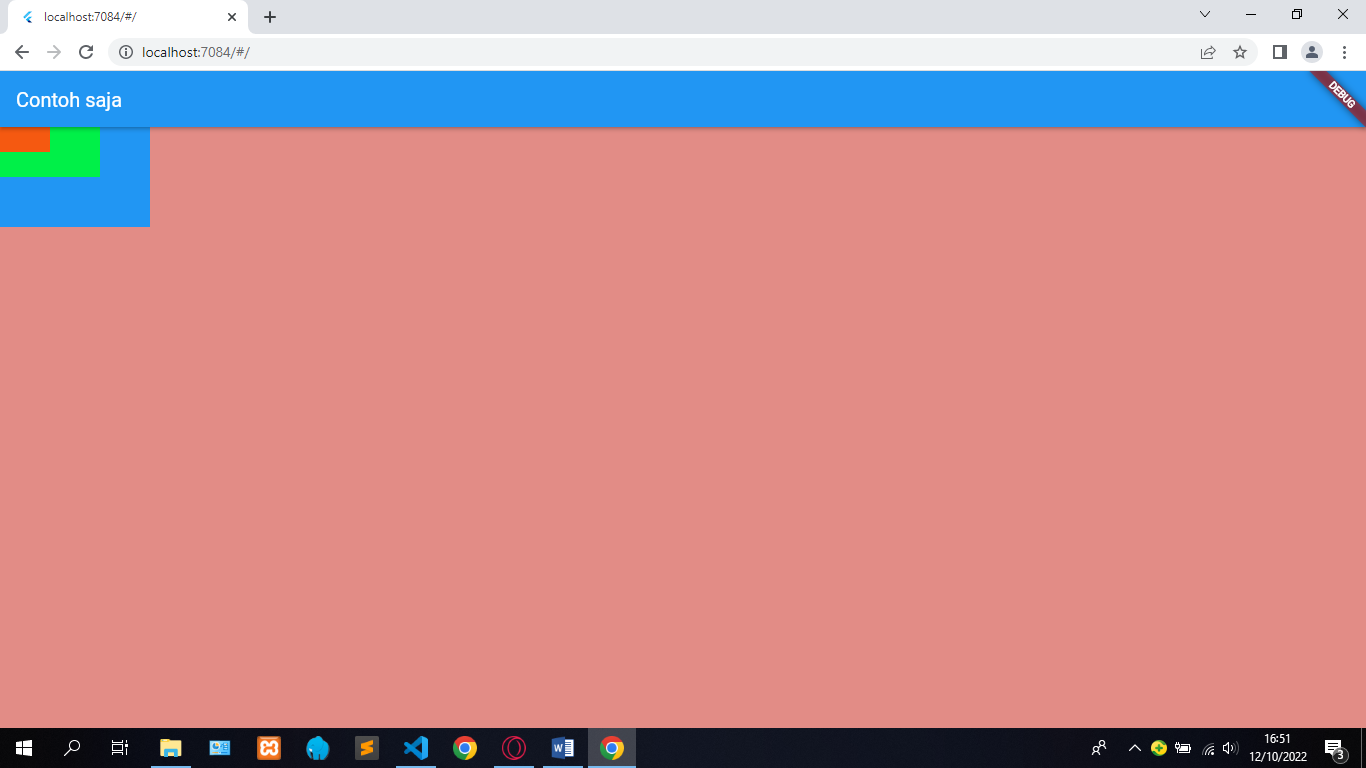 localhost:7084/#/
localhost:7084/#/
Contoh saja
DEBUG
W
16:51
12/10/2022
3